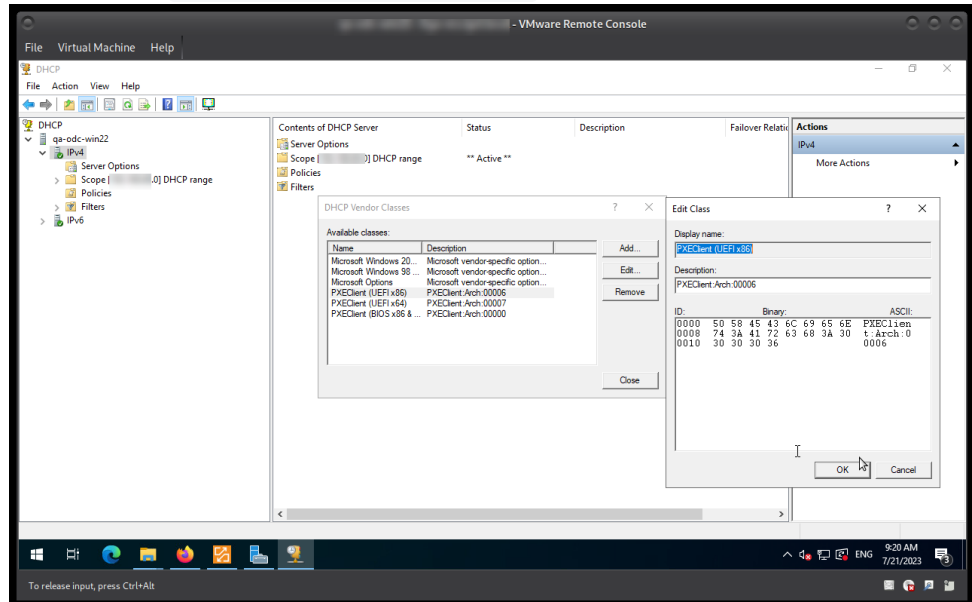 - VMware Remote Console
File Virtual Machine Help
DHCP
File Action View Help
DHCP
qa-odc-win22
IPv4
Server Options
Scope [ .0] DHCP range
Policies
Filters
IPv6
Contents of DHCP Server Status Description Failover Relatic
Server Options
Scope [ 0] DHCP range ** Active **
Policies
Filters
Actions
IPv4
More Actions
DHCP Vendor Classes ?
Available classes:
Name Description
Microsoft Windows 20... Microsoft vendor-specific option...
Microsoft Windows 98 ... Microsoft vendor-specific option...
Microsoft Options Microsoft vendor-specific option...
PXEClient (UEFI x86) PXEClient:Arch:00006
PXEClient (UEFI x64) PXEClient:Arch:00007
PXEClient (BIOS x86 & ... PXEClient:Arch:00000
Add...
Edit...
Remove
Close
Edit Class ?
Display name:
PXEClient (UEFI x86)
Description:
PXEClient:Arch:00006
ID: Binary: ASCII:
0000 50 58 45 43 6C 69 65 6E PXEClien
0008 74 3A 41 72 63 68 3A 30 t:Arch:0
0010 30 30 30 36 0006
OK Cancel
ENG 9:20 AM
7/21/2023
3
To release input, press Ctrl+Alt